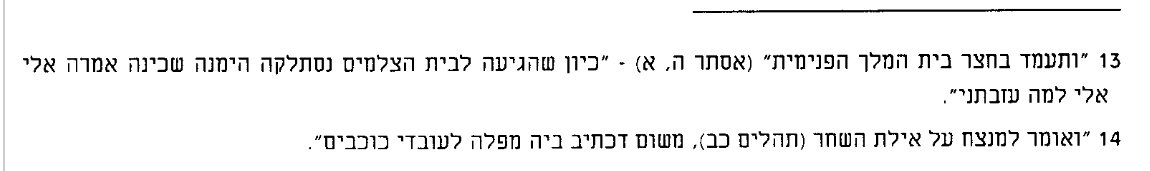 13 "ותעמד בחצר בית המלך הפנימית" (אסתר ה, א) - "כיון שהגיעה לבית הצלמים נסתלקה הימנה שכינה אמרה אלי
אלי למה עזבתני".
14 "ואומר למנצח על אילת השחר (תהלים כב), משום דכתיב ביה מפלה לעובדי כוכבים".